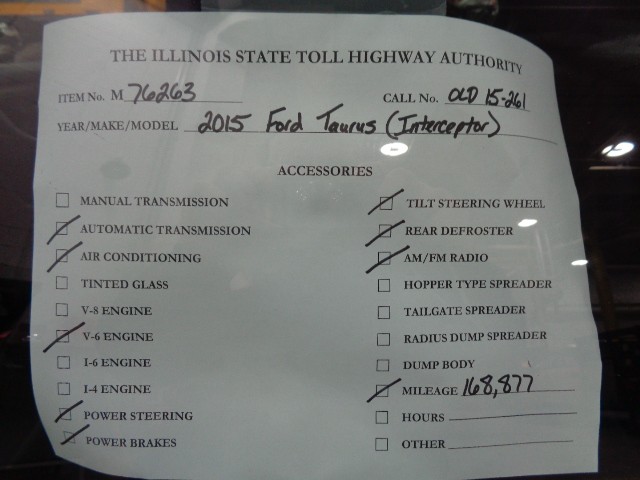 THE ILLINOIS STATE TOLL HIGHWAY AUTHORITY
ITEM No. M 76263 CALL No. OLD 15-261
YEAR/MAKE/MODEL 2015 Ford Taurus (Interceptor)
ACCESSORIES
MANUAL TRANSMISSION
AUTOMATIC TRANSMISSION
AIR CONDITIONING
TINTED GLASS
V-8 ENGINE
V-6 ENGINE
I-6 ENGINE
I-4 ENGINE
POWER STEERING
POWER BRAKES
TILT STEERING WHEEL
REAR DEFROSTER
AM/FM RADIO
HOPPER TYPE SPREADER
TAILGATE SPREADER
RADIUS DUMP SPREADER
DUMP BODY
MILEAGE 168,877
HOURS
OTHER